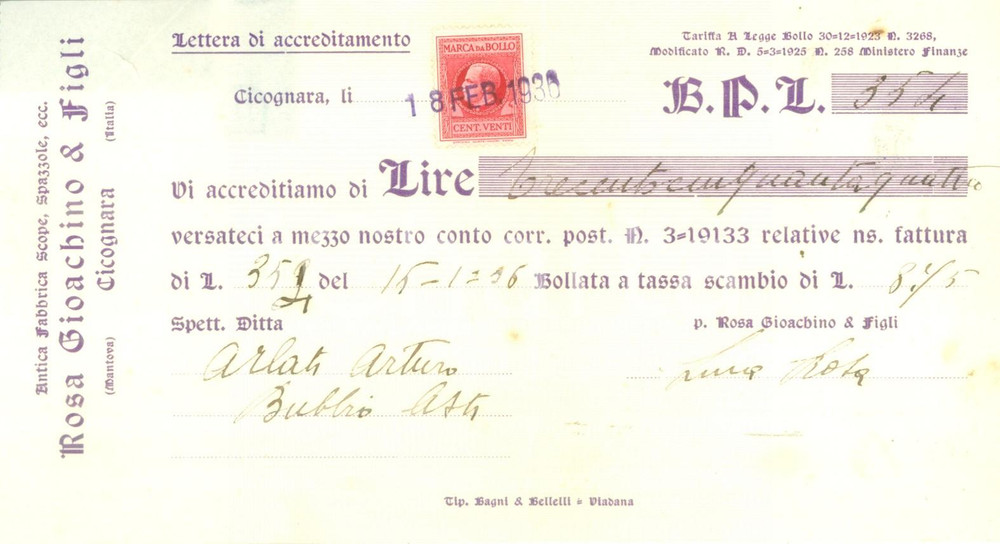 Antica Fabbrica Scope, Spazzole, ecc.
Rosa Gioachino & Figli
(Mantova) Cicognara (Italia)
Lettera di accreditamento
Tariffa A Legge Bollo 30=12=1923 N. 3268,
Modificato R. D. 5=3=1925 N. 258 Ministero Finanze
MARCA DA BOLLO
CENT. VENTI
Cicognara, li 18 FEB. 1936
B. P. L. 354
Vi accreditiamo di Lire trecentocinquantaquattro
versateci a mezzo nostro conto corr. post. N. 3=19133 relative ns. fattura
di L. 354 del 15-1=36 Bollata a tassa scambio di L. 8.75
Spett. Ditta
p. Rosa Gioachino & Figli
Arlati Arturo
Rosa
Bubbio Asti
Tip. Bagni & Bellelli = Viadana